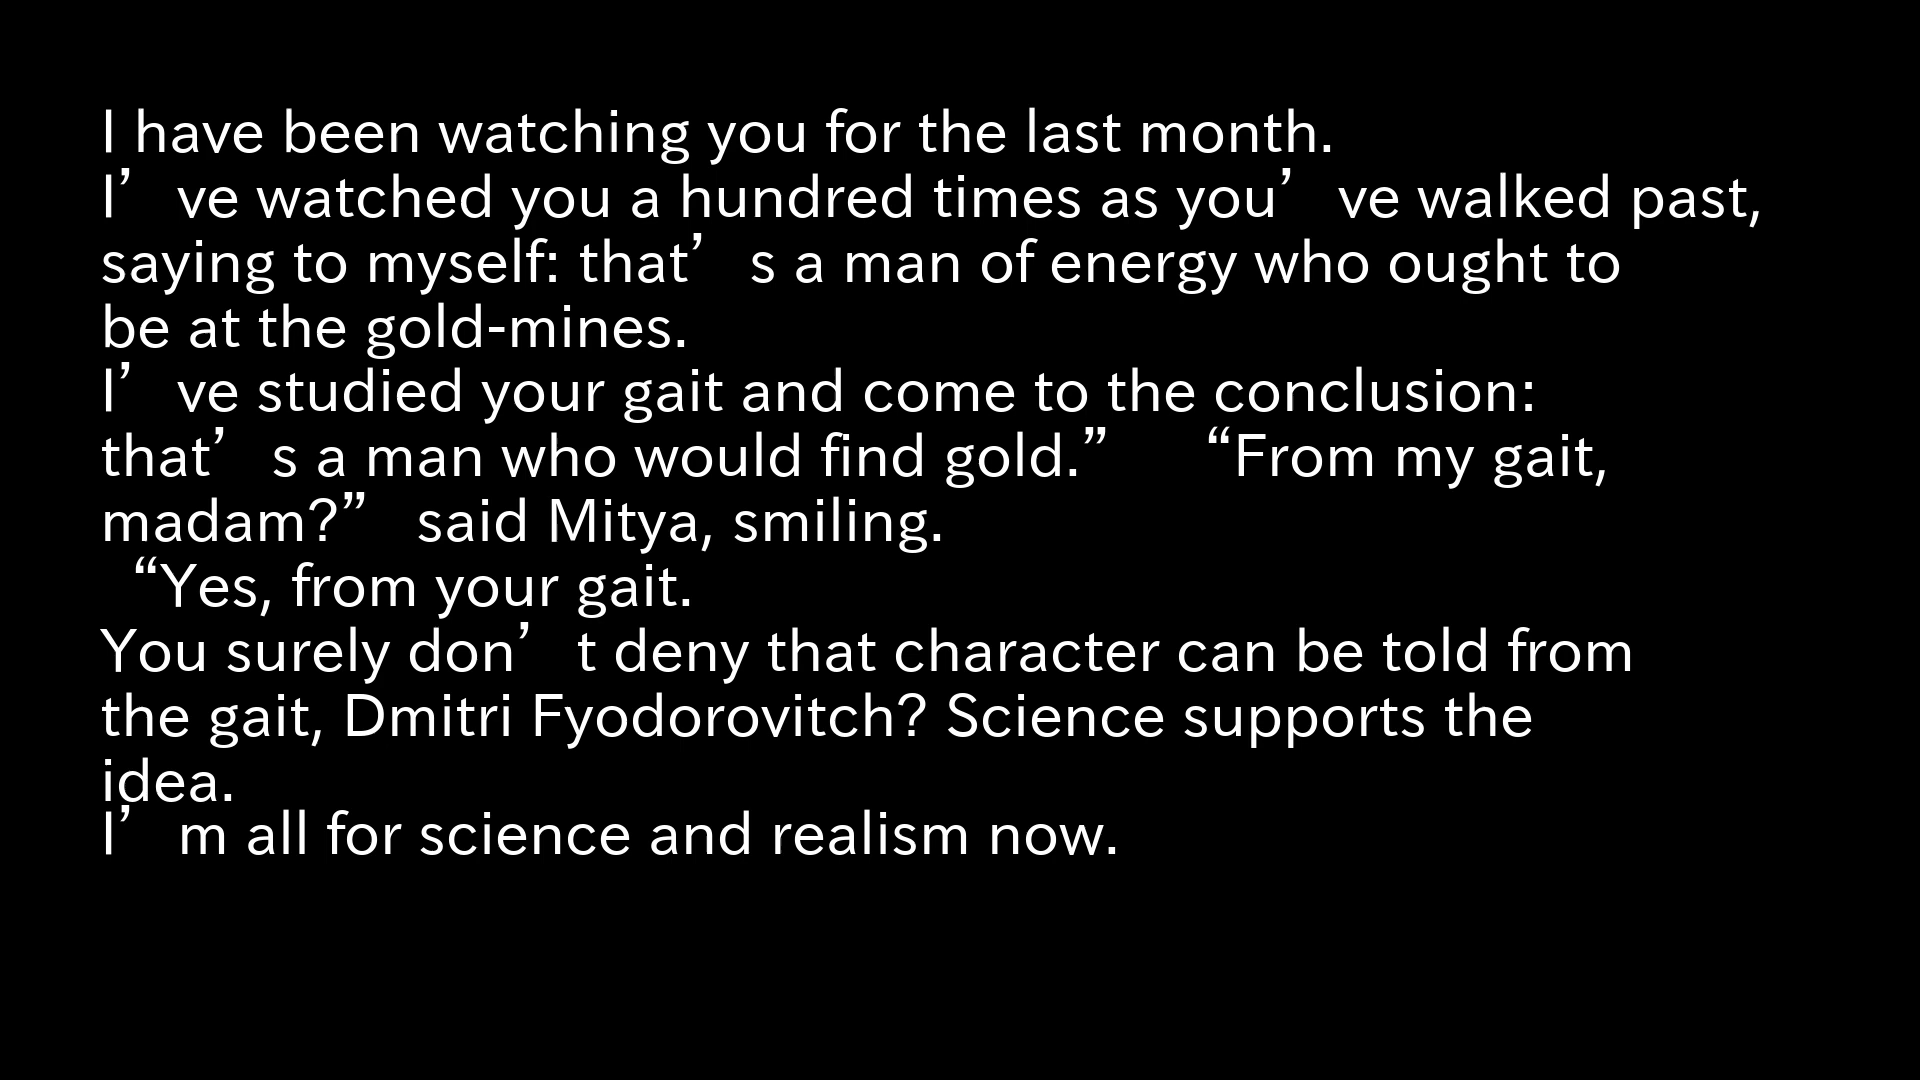 I have been watching you for the last month.
I’ve watched you a hundred times as you’ve walked past,
saying to myself: that’s a man of energy who ought to
be at the gold-mines.
I’ve studied your gait and come to the conclusion:
that’s a man who would find gold.” “From my gait,
madam?” said Mitya, smiling.
“Yes, from your gait.
You surely don’t deny that character can be told from
the gait, Dmitri Fyodorovitch? Science supports the
idea.
I’m all for science and realism now.